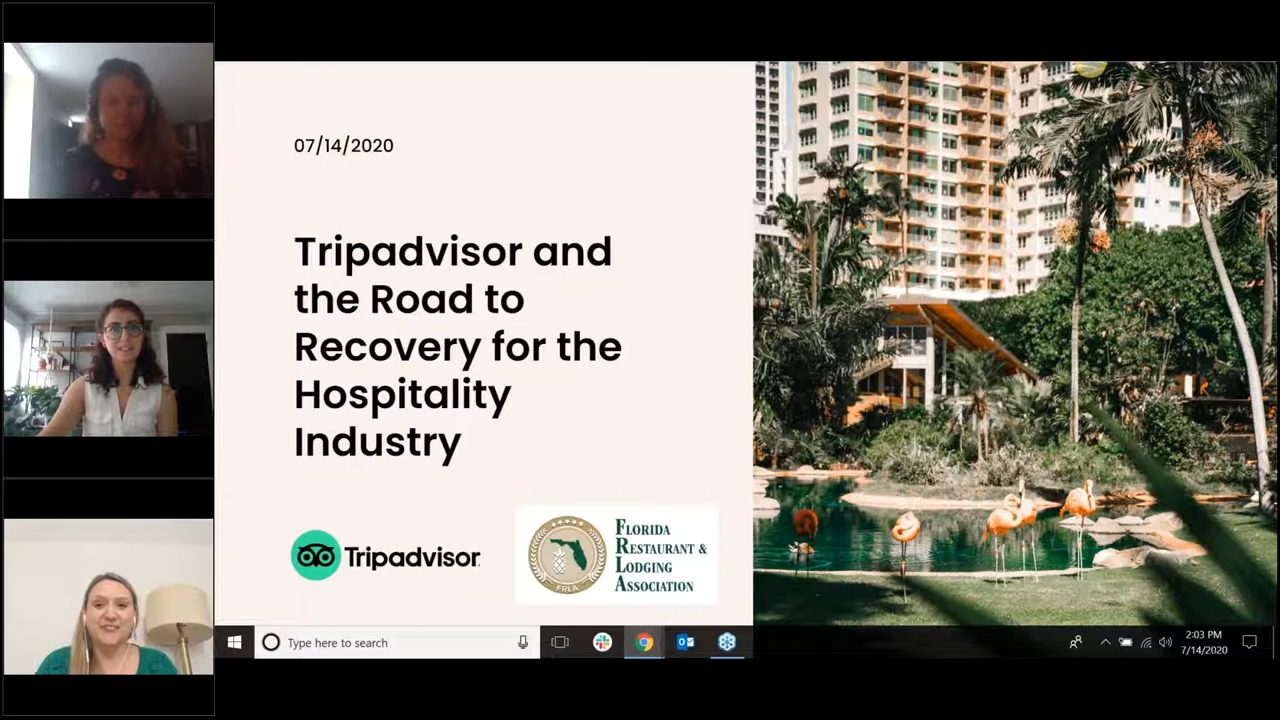 07/14/2020
Tripadvisor and
the Road to
Recovery for the
Hospitality
Industry
Tripadvisor
FLORIDA
RESTAURANT &
LODGING
ASSOCIATION
FRLA
Type here to search
2:03 PM
7/14/2020